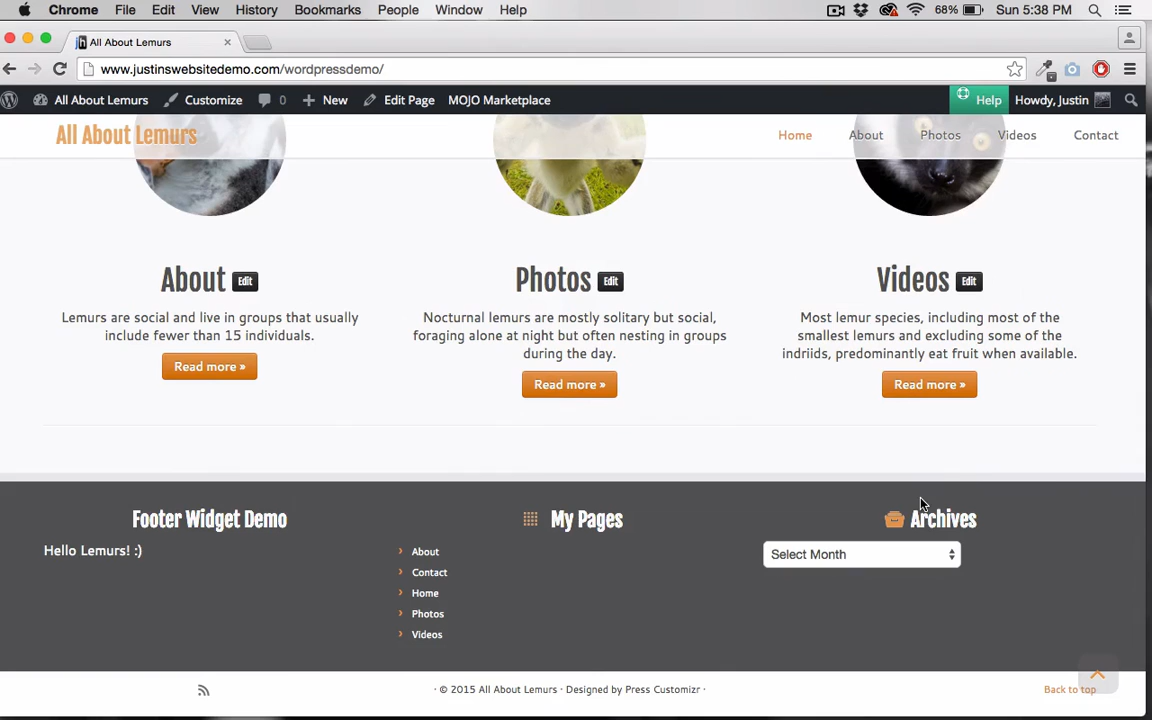 Chrome File Edit View History Bookmarks People Window Help 68% Sun 5:38 PM
jh All About Lemurs
www.justinswebsitedemo.com/wordpressdemo/
All About Lemurs Customize 0 New Edit Page MOJO Marketplace Help Howdy, Justin
All About Lemurs Home About Photos Videos Contact
About Edit
Lemurs are social and live in groups that usually
include fewer than 15 individuals.
Read more »
Photos Edit
Nocturnal lemurs are mostly solitary but social,
foraging alone at night but often nesting in groups
during the day.
Read more »
Videos Edit
Most lemur species, including most of the
smallest lemurs and excluding some of the
indriids, predominantly eat fruit when available.
Read more »
Footer Widget Demo
Hello Lemurs! :)
My Pages
About
Contact
Home
Photos
Videos
Archives
Select Month
· © 2015 All About Lemurs · Designed by Press Customizr ·
Back to top